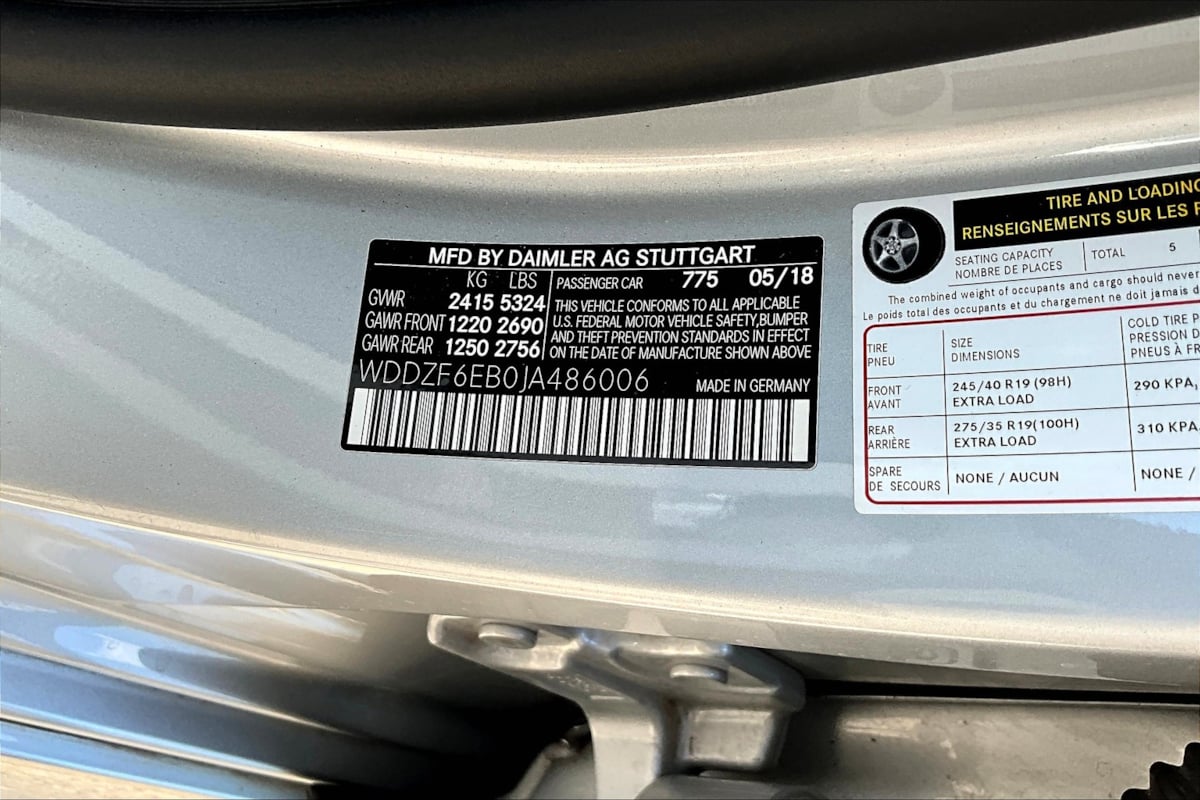 MFD BY DAIMLER AG STUTTGART
KG LBS
GVWR 2415 5324
GAWR FRONT 1220 2690
GAWR REAR 1250 2756
PASSENGER CAR 775 05/18
THIS VEHICLE CONFORMS TO ALL APPLICABLE
U.S. FEDERAL MOTOR VEHICLE SAFETY,BUMPER
AND THEFT PREVENTION STANDARDS IN EFFECT
ON THE DATE OF MANUFACTURE SHOWN ABOVE
WDDZF6EB0JA486006 MADE IN GERMANY
TIRE AND LOADING
RENSEIGNEMENTS SUR LES
SEATING CAPACITY
NOMBRE DE PLACES
TOTAL 5
The combined weight of occupants and cargo should never
Le poids total des occupants et du chargement ne doit jamais
TIRE
PNEU
SIZE
DIMENSIONS
COLD TIRE
PRESSION
PNEUS À
FRONT
AVANT
245/40 R19 (98H)
EXTRA LOAD
290 KPA,
REAR
ARRIÈRE
275/35 R19(100H)
EXTRA LOAD
310 KPA,
SPARE
DE SECOURS
NONE / AUCUN
NONE /